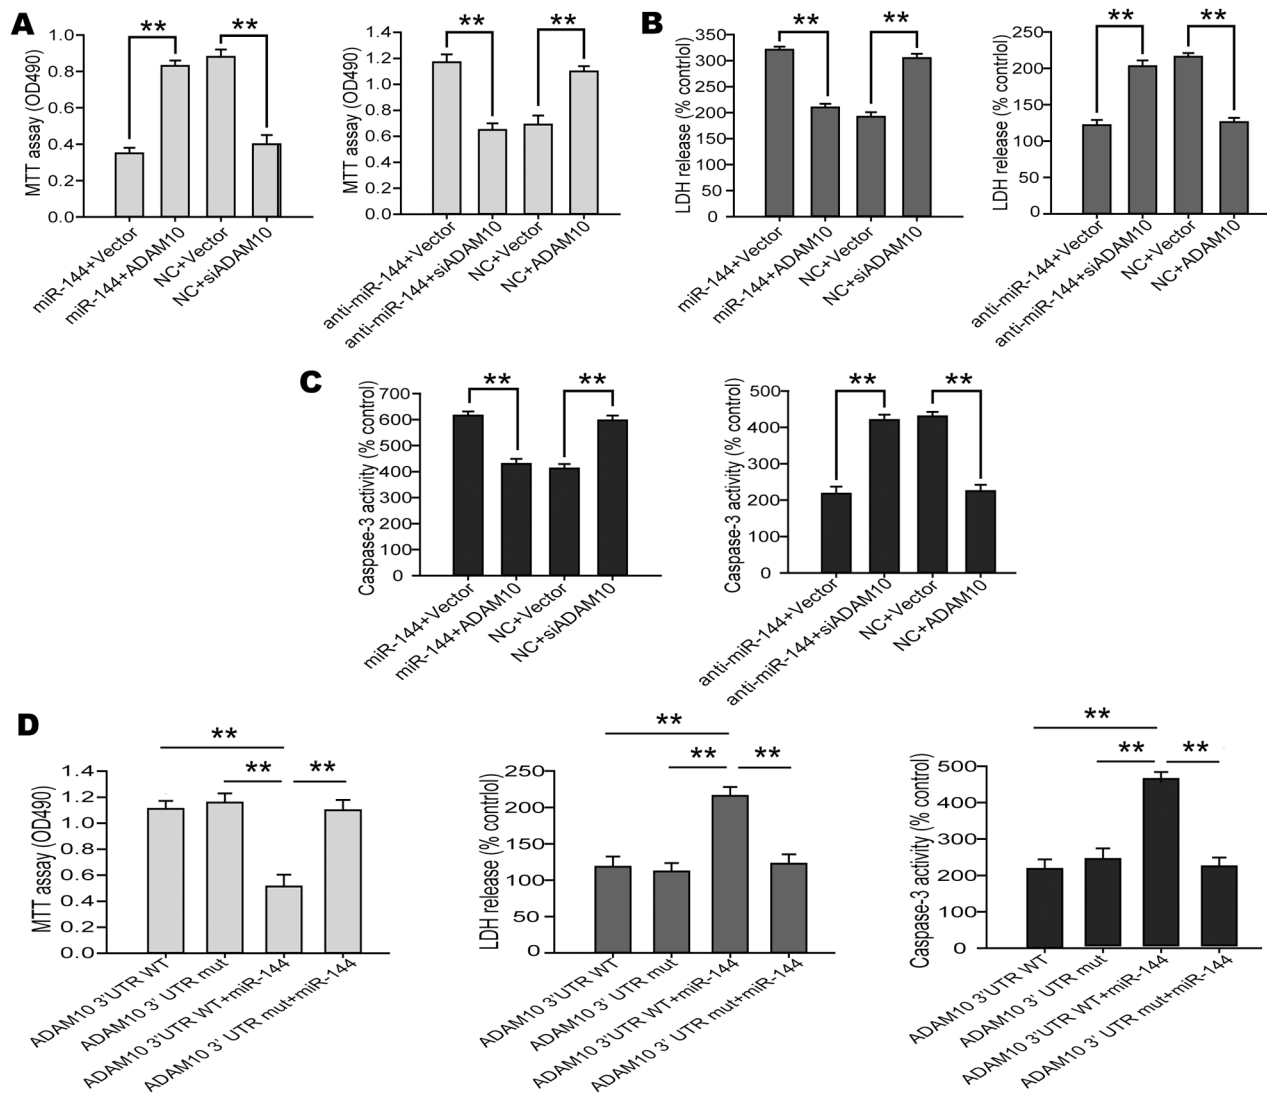 A
MTT assay (OD490)
1.0
0.8
0.6
0.4
0.2
0.0
**
**
miR-144+Vector
miR-144+ADAM10
NC+Vector
NC+siADAM10
MTT assay (OD490)
1.4
1.2
1.0
0.8
0.6
0.4
0.2
0.0
**
**
anti-miR-144+Vector
anti-miR-144+siADAM10
NC+Vector
NC+ADAM10
B
LDH release (% contrlol)
350
300
250
200
150
100
50
0
**
**
miR-144+Vector
miR-144+ADAM10
NC+Vector
NC+siADAM10
LDH release (% contrlol)
250
200
150
100
50
0
**
**
anti-miR-144+Vector
anti-miR-144+siADAM10
NC+Vector
NC+ADAM10
C
Caspase-3 activity (% control)
700
600
500
400
300
200
100
0
**
**
miR-144+Vector
miR-144+ADAM10
NC+Vector
NC+siADAM10
Caspase-3 activity (% control)
500
400
300
200
100
0
**
**
anti-miR-144+Vector
anti-miR-144+siADAM10
NC+Vector
NC+ADAM10
D
MTT assay (OD490)
1.4
1.2
1.0
0.8
0.6
0.4
0.2
0.0
**
**
**
ADAM10 3'UTR WT
ADAM10 3' UTR mut
ADAM10 3'UTR WT+miR-144
ADAM10 3' UTR mut+miR-144
LDH release (% contrlol)
250
200
150
100
50
0
**
**
**
ADAM10 3'UTR WT
ADAM10 3' UTR mut
ADAM10 3'UTR WT+miR-144
ADAM10 3' UTR mut+miR-144
Caspase-3 activity (% control)
500
400
300
200
100
0
**
**
**
ADAM10 3'UTR WT
ADAM10 3' UTR mut
ADAM10 3'UTR WT+miR-144
ADAM10 3' UTR mut+miR-144